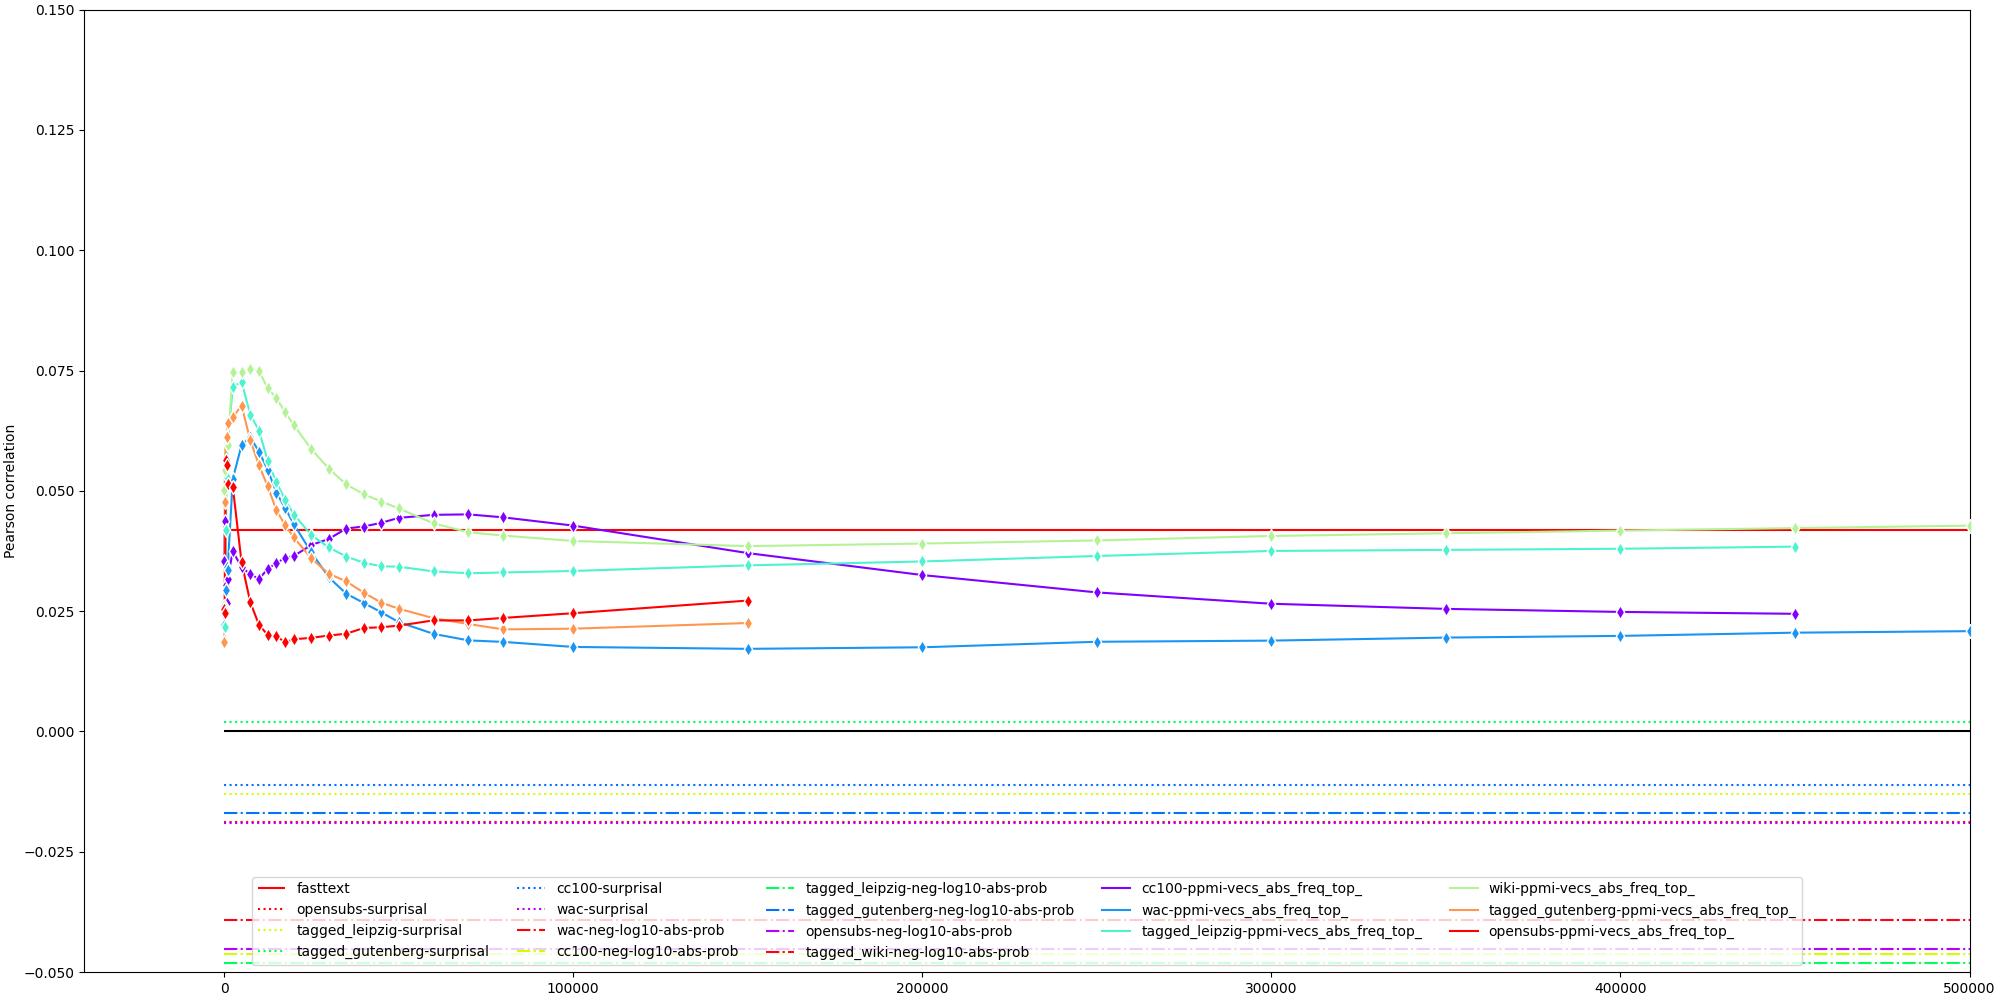 0.150
0.125
0.100
0.075
0.050
0.025
0.000
−0.025
−0.050
Pearson correlation
fasttext
opensubs-surprisal
tagged_leipzig-surprisal
tagged_gutenberg-surprisal
cc100-surprisal
wac-surprisal
wac-neg-log10-abs-prob
cc100-neg-log10-abs-prob
tagged_leipzig-neg-log10-abs-prob
tagged_gutenberg-neg-log10-abs-prob
opensubs-neg-log10-abs-prob
tagged_wiki-neg-log10-abs-prob
cc100-ppmi-vecs_abs_freq_top_
wac-ppmi-vecs_abs_freq_top_
tagged_leipzig-ppmi-vecs_abs_freq_top_
wiki-ppmi-vecs_abs_freq_top_
tagged_gutenberg-ppmi-vecs_abs_freq_top_
opensubs-ppmi-vecs_abs_freq_top_
0 100000 200000 300000 400000 500000